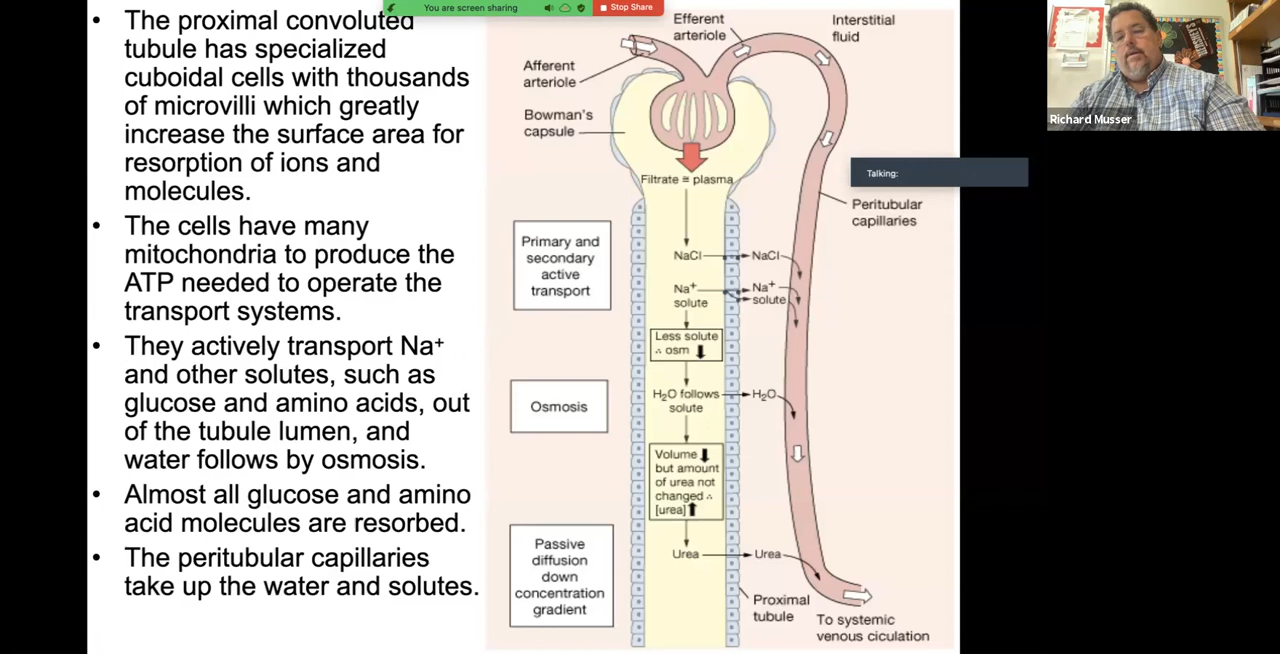 You are screen sharing
Stop Share
• The proximal convoluted
tubule has specialized
cuboidal cells with thousands
of microvilli which greatly
increase the surface area for
resorption of ions and
molecules.
• The cells have many
mitochondria to produce the
ATP needed to operate the
transport systems.
• They actively transport Na⁺
and other solutes, such as
glucose and amino acids, out
of the tubule lumen, and
water follows by osmosis.
• Almost all glucose and amino
acid molecules are resorbed.
• The peritubular capillaries
take up the water and solutes.
Efferent
arteriole
Interstitial
fluid
Afferent
arteriole
Bowman's
capsule
Filtrate ≅ plasma
Peritubular
capillaries
Primary and
secondary
active
transport
NaCl
NaCl
Na⁺
solute
Na⁺
solute
Less solute
∴ osm ⬇
Osmosis
H₂O follows
solute
H₂O
Volume ⬇
but amount
of urea not
changed ∴
[urea] ⬆
Passive
diffusion
down
concentration
gradient
Urea
Urea
Proximal
tubule
To systemic
venous ciculation
HERSHEY'S
Richard Musser
Talking: